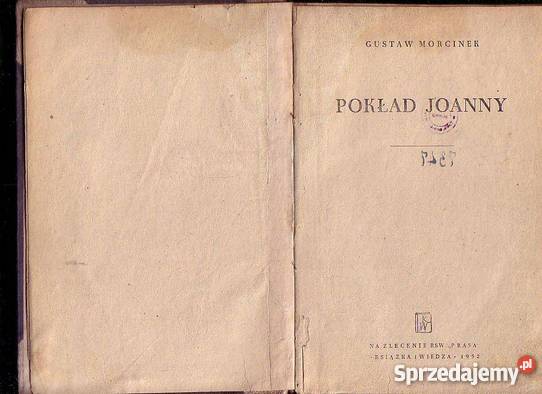 GUSTAW MORCINEK
POKŁAD JOANNY
NA ZLECENIE RSW „PRASA”
„KSIĄŻKA I WIEDZA” • 1952
Sprzedajemy.pl